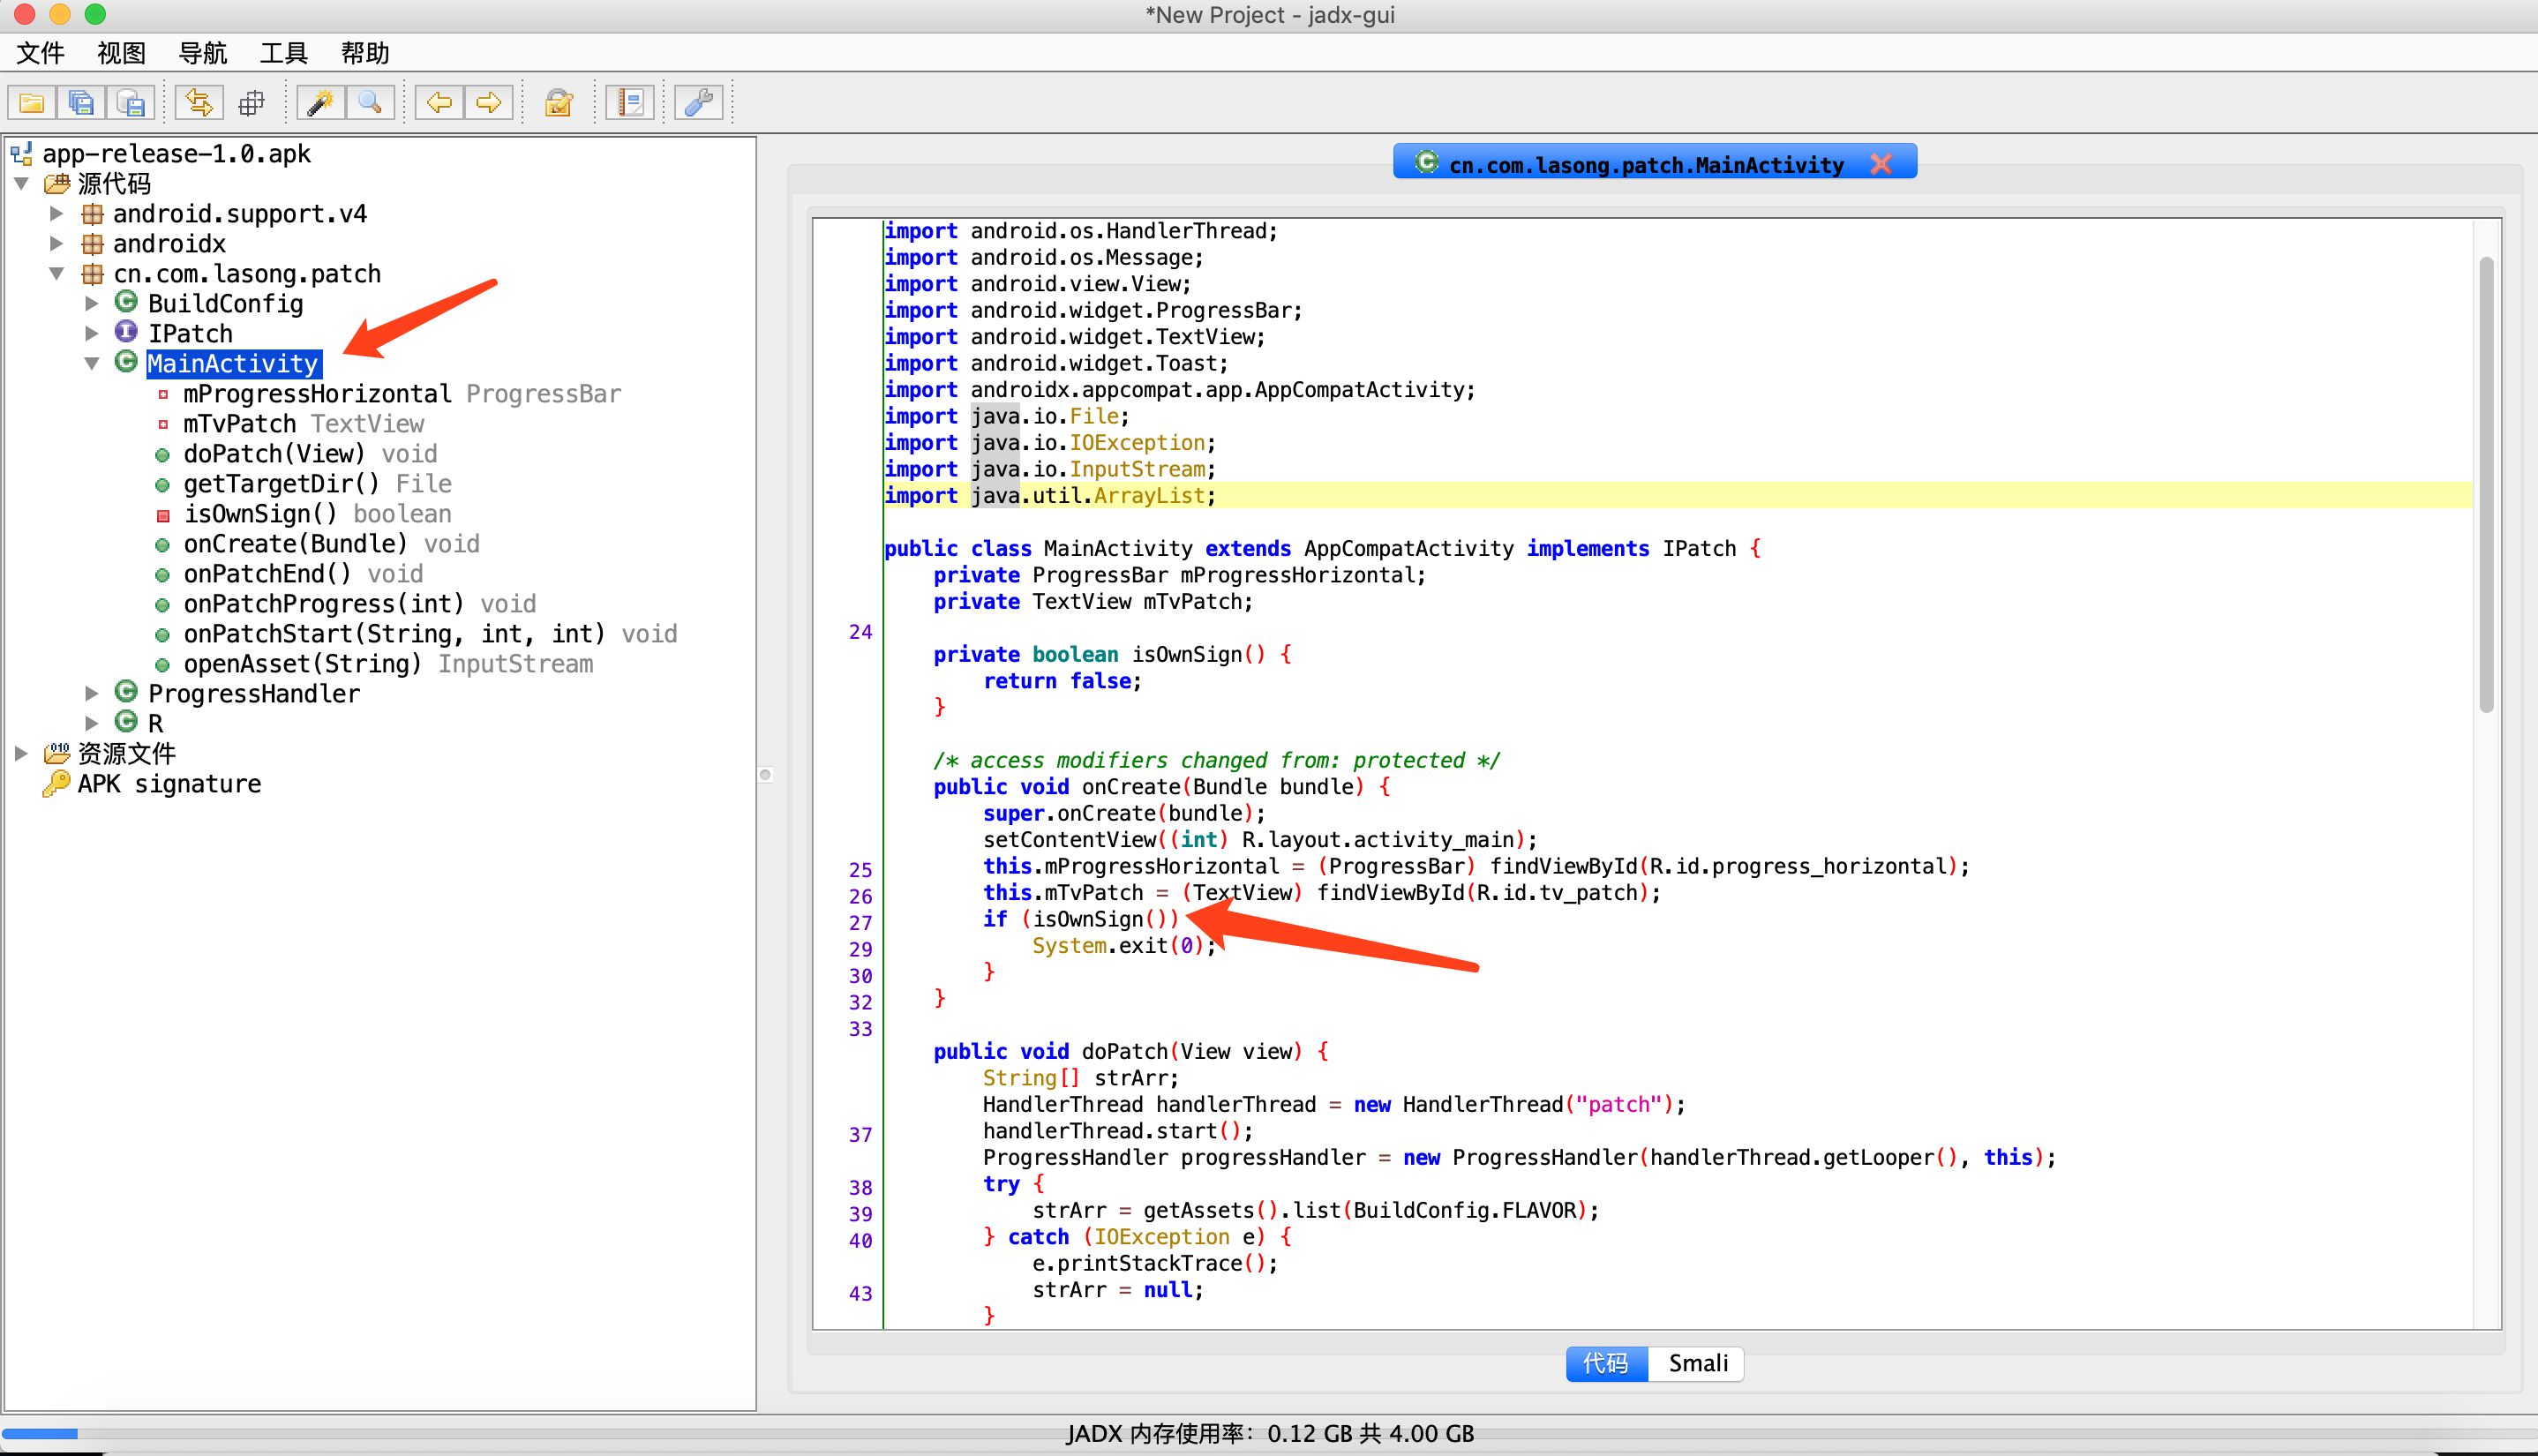 *New Project - jadx-gui
文件 视图 导航 工具 帮助
app-release-1.0.apk
源代码
android.support.v4
androidx
cn.com.lasong.patch
BuildConfig
IPatch
MainActivity
mProgressHorizontal ProgressBar
mTvPatch TextView
doPatch(View) void
getTargetDir() File
isOwnSign() boolean
onCreate(Bundle) void
onPatchEnd() void
onPatchProgress(int) void
onPatchStart(String, int, int) void
openAsset(String) InputStream
ProgressHandler
R
资源文件
APK signature
cn.com.lasong.patch.MainActivity
import android.os.HandlerThread;
import android.os.Message;
import android.view.View;
import android.widget.ProgressBar;
import android.widget.TextView;
import android.widget.Toast;
import androidx.appcompat.app.AppCompatActivity;
import java.io.File;
import java.io.IOException;
import java.io.InputStream;
import java.util.ArrayList;
public class MainActivity extends AppCompatActivity implements IPatch {
private ProgressBar mProgressHorizontal;
private TextView mTvPatch;
24
private boolean isOwnSign() {
return false;
}
/* access modifiers changed from: protected */
public void onCreate(Bundle bundle) {
super.onCreate(bundle);
setContentView((int) R.layout.activity_main);
25 this.mProgressHorizontal = (ProgressBar) findViewById(R.id.progress_horizontal);
26 this.mTvPatch = (TextView) findViewById(R.id.tv_patch);
27 if (isOwnSign())
29 System.exit(0);
30 }
32 }
33
public void doPatch(View view) {
String[] strArr;
HandlerThread handlerThread = new HandlerThread("patch");
37 handlerThread.start();
ProgressHandler progressHandler = new ProgressHandler(handlerThread.getLooper(), this);
38 try {
39 strArr = getAssets().list(BuildConfig.FLAVOR);
40 } catch (IOException e) {
e.printStackTrace();
43 strArr = null;
}
代码 Smali
JADX 内存使用率: 0.12 GB 共 4.00 GB